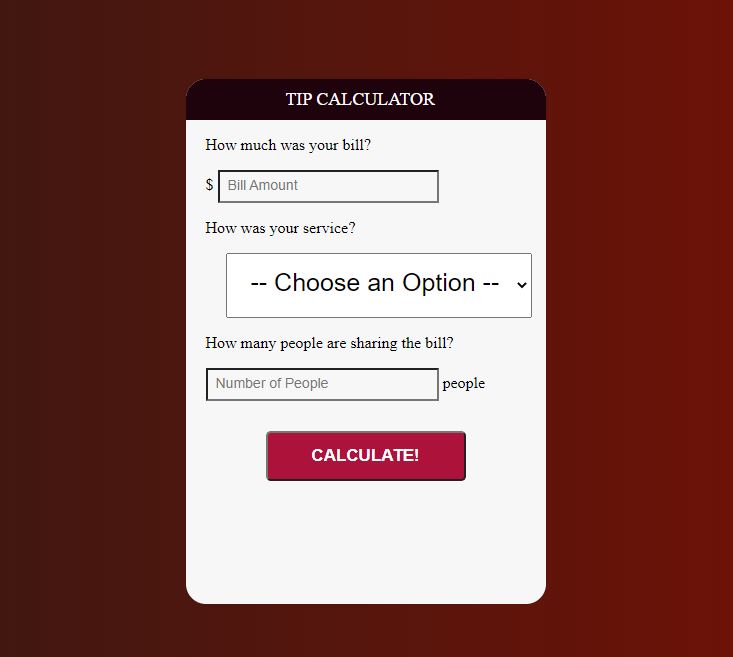 TIP CALCULATOR
How much was your bill?
$ Bill Amount
How was your service?
-- Choose an Option --
How many people are sharing the bill?
Number of People people
CALCULATE!